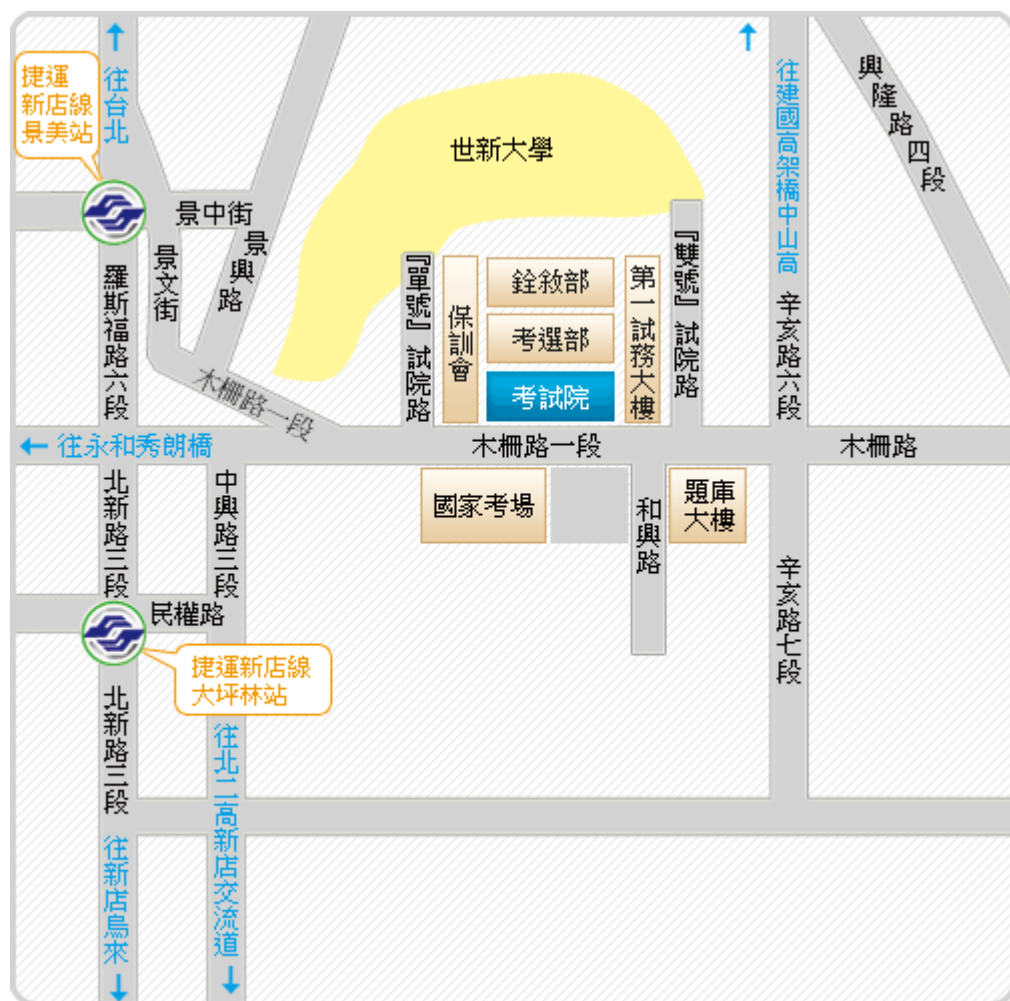 往台北
捷運
新店線
景美站
世新大學
往建國高架橋中山高
興隆路四段
景中街
景文街
景興路
羅斯福路六段
木柵路一段
『單號』試院路
保訓會
銓敘部
考選部
考試院
第一試務大樓
『雙號』試院路
辛亥路六段
往永和秀朗橋
木柵路一段
木柵路
北新路三段
中興路三段
國家考場
和興路
題庫
大樓
辛亥路七段
民權路
捷運新店線
大坪林站
北新路三段
往北二高新店交流道
往新店烏來